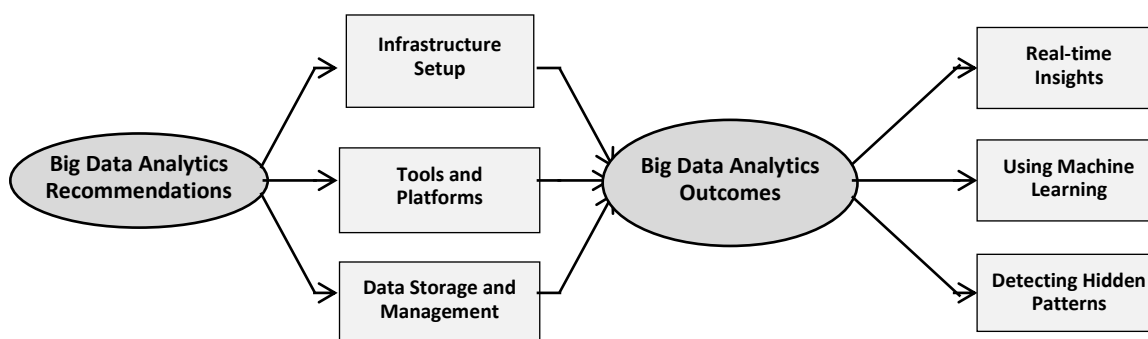 Big Data Analytics
Recommendations
Infrastructure
Setup
Tools and
Platforms
Data Storage and
Management
Big Data Analytics
Outcomes
Real-time
Insights
Using Machine
Learning
Detecting Hidden
Patterns